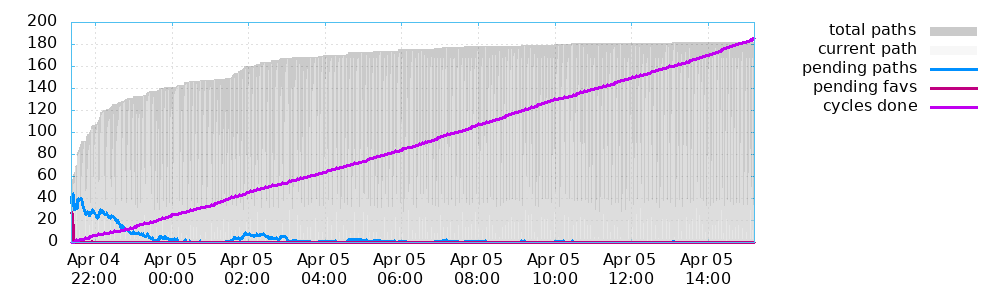 200
180
160
140
120
100
80
60
40
20
0
Apr 04 Apr 05 Apr 05 Apr 05 Apr 05 Apr 05 Apr 05 Apr 05 Apr 05
22:00 00:00 02:00 04:00 06:00 08:00 10:00 12:00 14:00
total paths
current path
pending paths
pending favs
cycles done